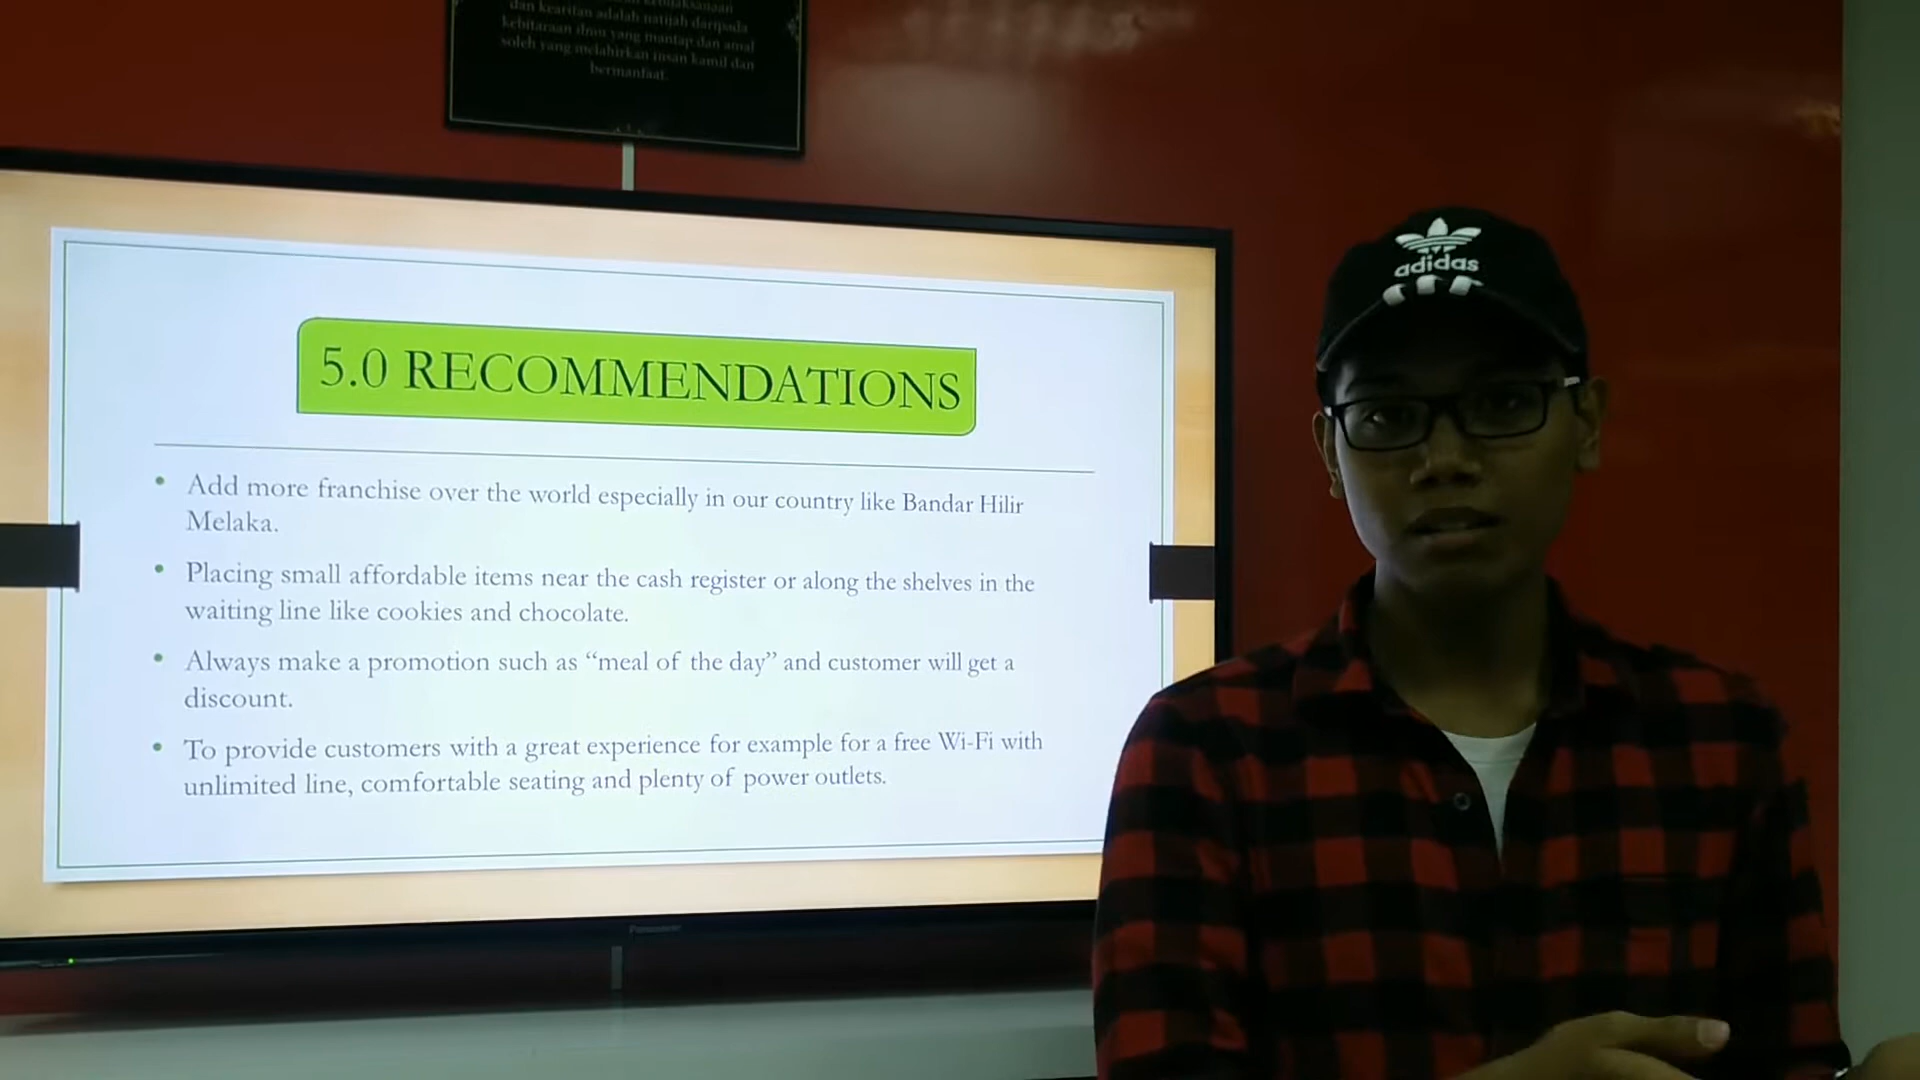 dan kearifan adalah natijah daripada
kebitaraan ilmu yang mantap dan amal
soleh yang melahirkan insan kamil dan
bermanfaat.
adidas
5.0 RECOMMENDATIONS
• Add more franchise over the world especially in our country like Bandar Hilir
Melaka.
• Placing small affordable items near the cash register or along the shelves in the
waiting line like cookies and chocolate.
• Always make a promotion such as “meal of the day” and customer will get a
discount.
• To provide customers with a great experience for example for a free Wi-Fi with
unlimited line, comfortable seating and plenty of power outlets.
Panasonic